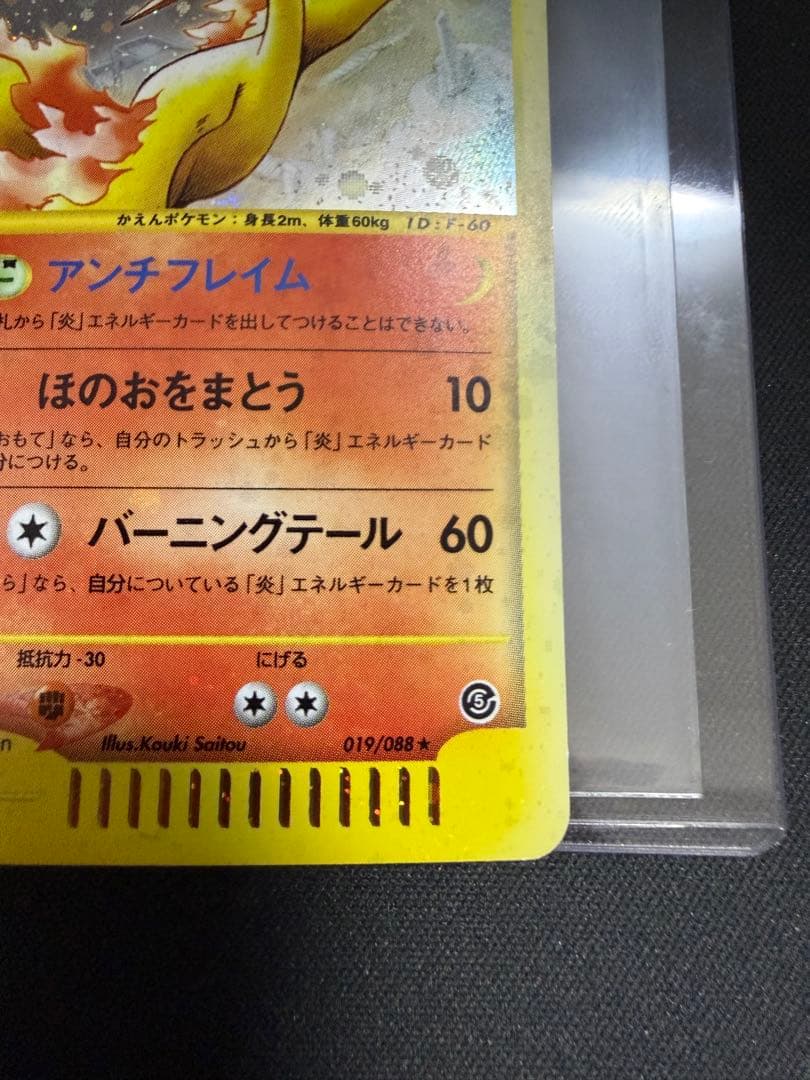 かえんポケモン：身長2m、体重60kg ID:F-60
アンチフレイム
札から「炎」エネルギーカードを出してつけることはできない。
ほのおをまとう 10
おもて」なら、自分のトラッシュから「炎」エネルギーカード
分につける。
バーニングテール 60
ら」なら、自分についている「炎」エネルギーカードを1枚
抵抗力 -30 にげる
5
Illus.Kouki Saitou 019/088★